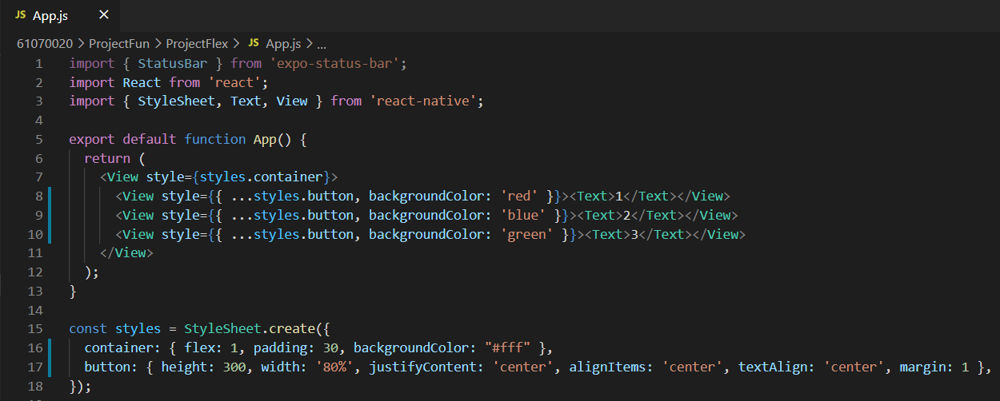 JS App.js ×
61070020 > ProjectFun > ProjectFlex > JS App.js > ...
1 import { StatusBar } from 'expo-status-bar';
2 import React from 'react';
3 import { StyleSheet, Text, View } from 'react-native';
4
5 export default function App() {
6   return (
7     <View style={styles.container}>
8       <View style={{ ...styles.button, backgroundColor: 'red' }}><Text>1</Text></View>
9       <View style={{ ...styles.button, backgroundColor: 'blue' }}><Text>2</Text></View>
10       <View style={{ ...styles.button, backgroundColor: 'green' }}><Text>3</Text></View>
11     </View>
12   );
13 }
14
15 const styles = StyleSheet.create({
16   container: { flex: 1, padding: 30, backgroundColor: "#fff" },
17   button: { height: 300, width: '80%', justifyContent: 'center', alignItems: 'center', textAlign: 'center', margin: 1 },
18 });